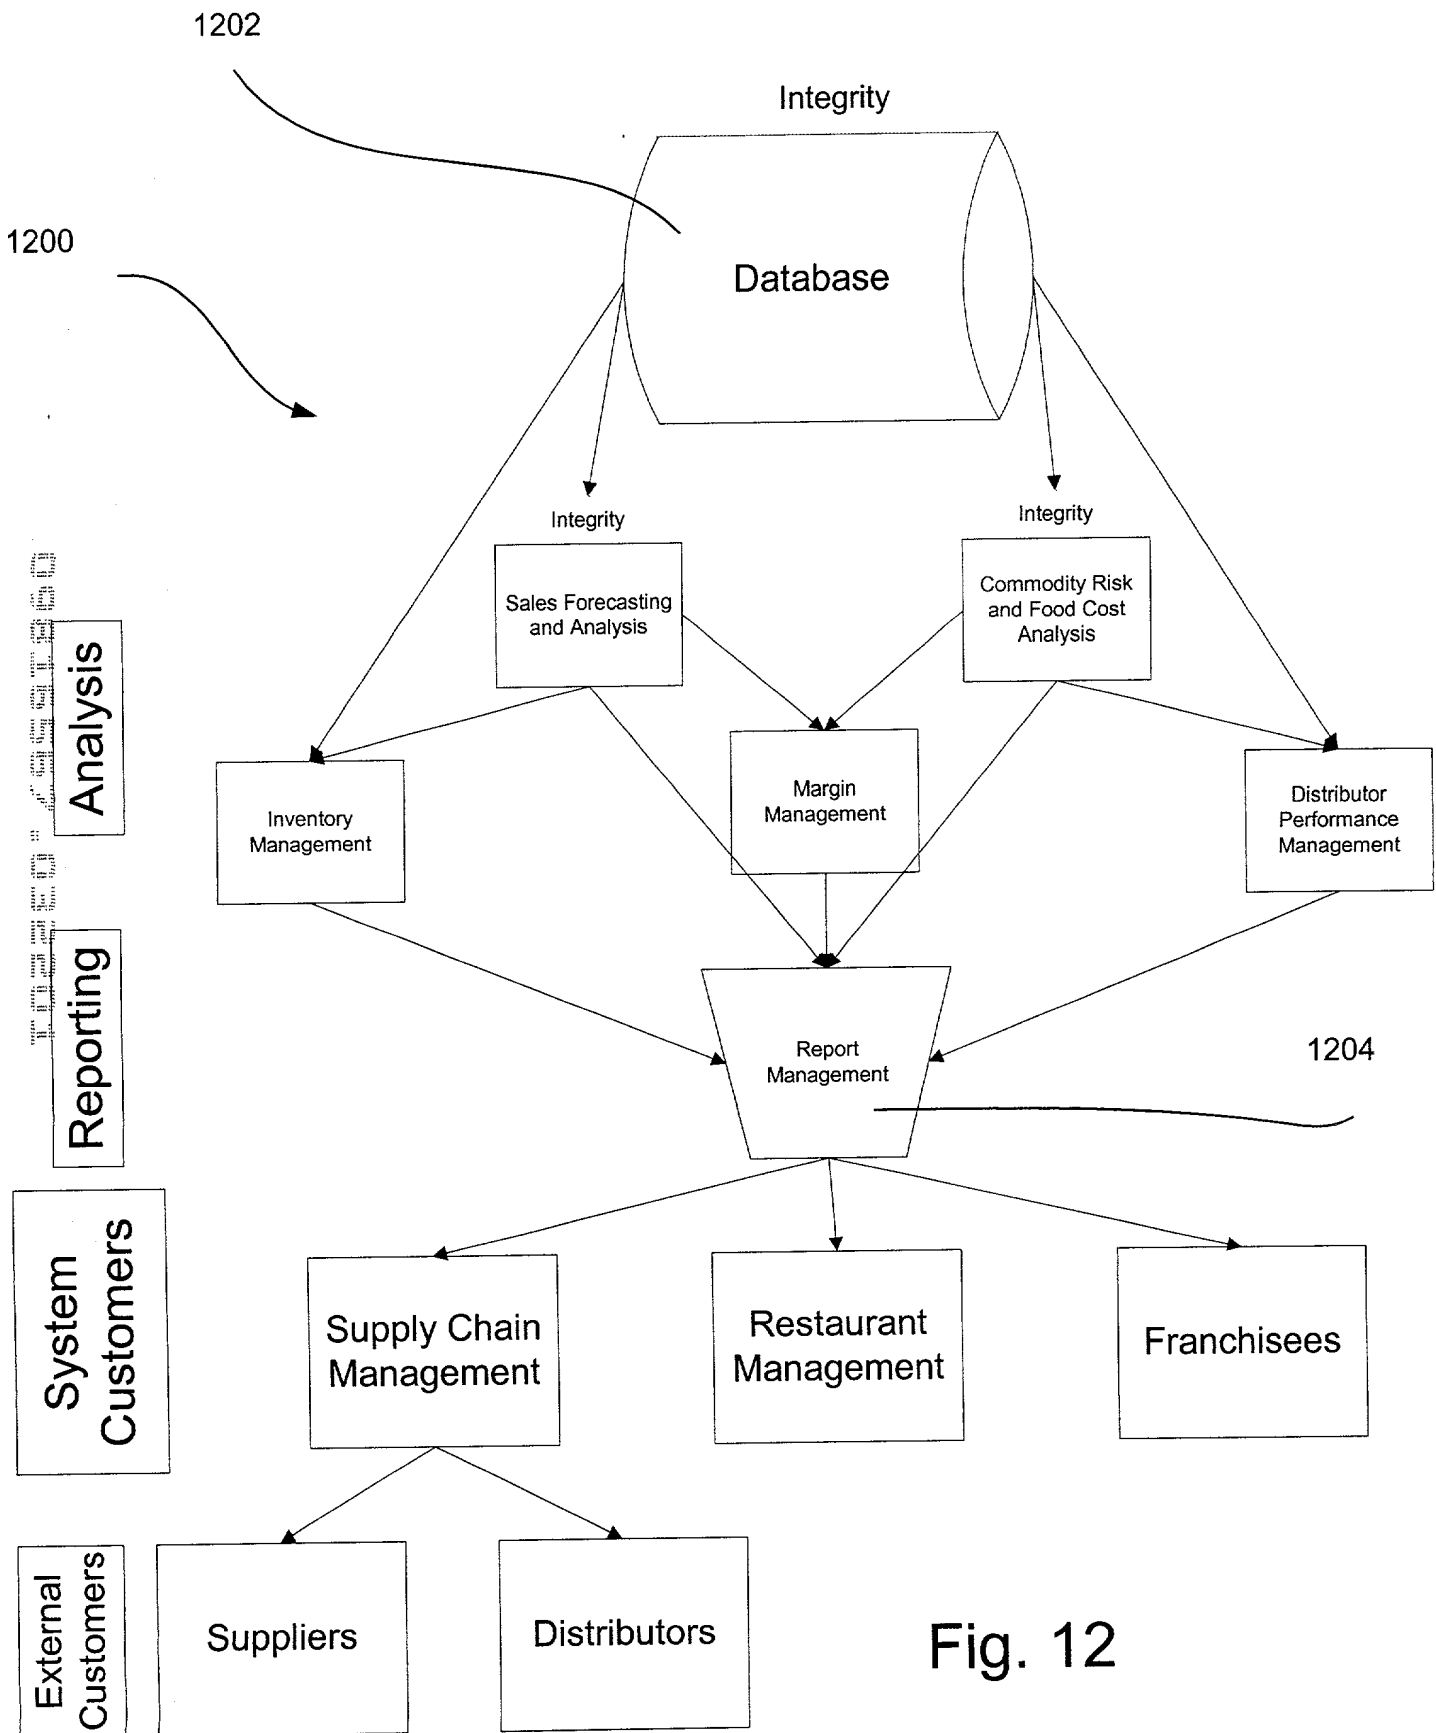 1202
Integrity
1200
Database
Integrity
Integrity
Sales Forecasting
and Analysis
Commodity Risk
and Food Cost
Analysis
Analysis
Inventory
Management
Margin
Management
Distributor
Performance
Management
Reporting
Report
Management
1204
System
Customers
Supply Chain
Management
Restaurant
Management
Franchisees
External
Customers
Suppliers
Distributors
Fig. 12